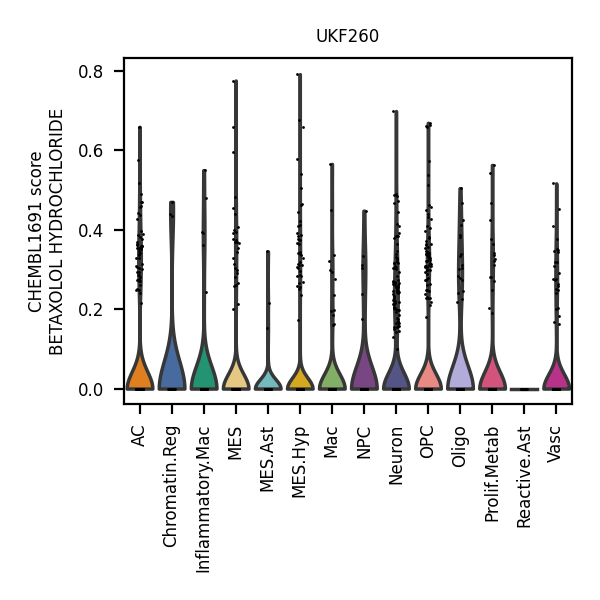 UKF260
CHEMBL1691 score
BETAXOLOL HYDROCHLORIDE
0.8
0.6
0.4
0.2
0.0
AC
Chromatin.Reg
Inflammatory.Mac
MES
MES.Ast
MES.Hyp
Mac
NPC
Neuron
OPC
Oligo
Prolif.Metab
Reactive.Ast
Vasc